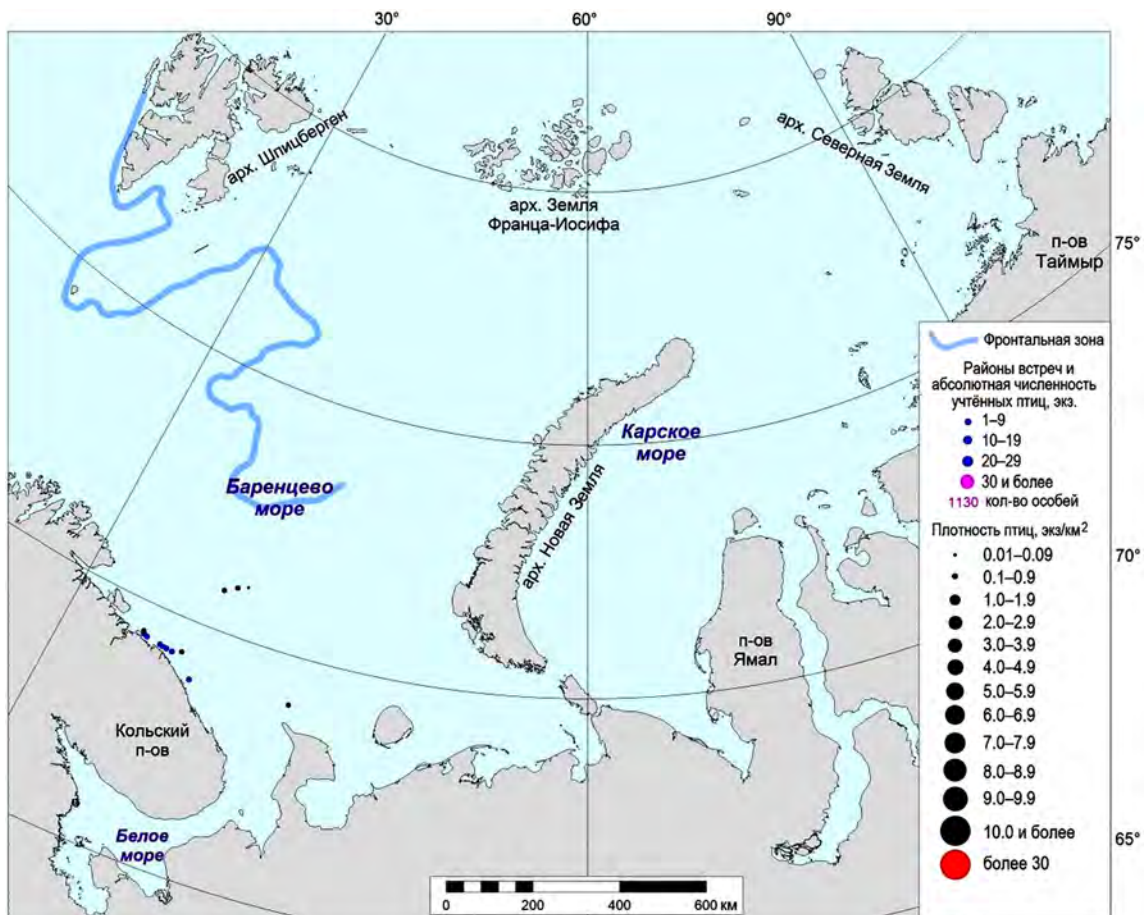 30°
60°
90°
арх. Шпицберген
арх. Северная Земля
арх. Земля
Франца-Иосифа
п-ов
Таймыр
75°
Карское
море
Баренцево
море
арх. Новая Земля
п-ов
Ямал
Кольский
п-ов
Белое
море
70°
65°
Фронтальная зона
Районы встреч и
абсолютная численность
учтённых птиц, экз.
1–9
10–19
20–29
30 и более
1130 кол-во особей
Плотность птиц, экз/км²
0.01–0.09
0.1–0.9
1.0–1.9
2.0–2.9
3.0–3.9
4.0–4.9
5.0–5.9
6.0–6.9
7.0–7.9
8.0–8.9
9.0–9.9
10.0 и более
более 30
0 200 400 600 км